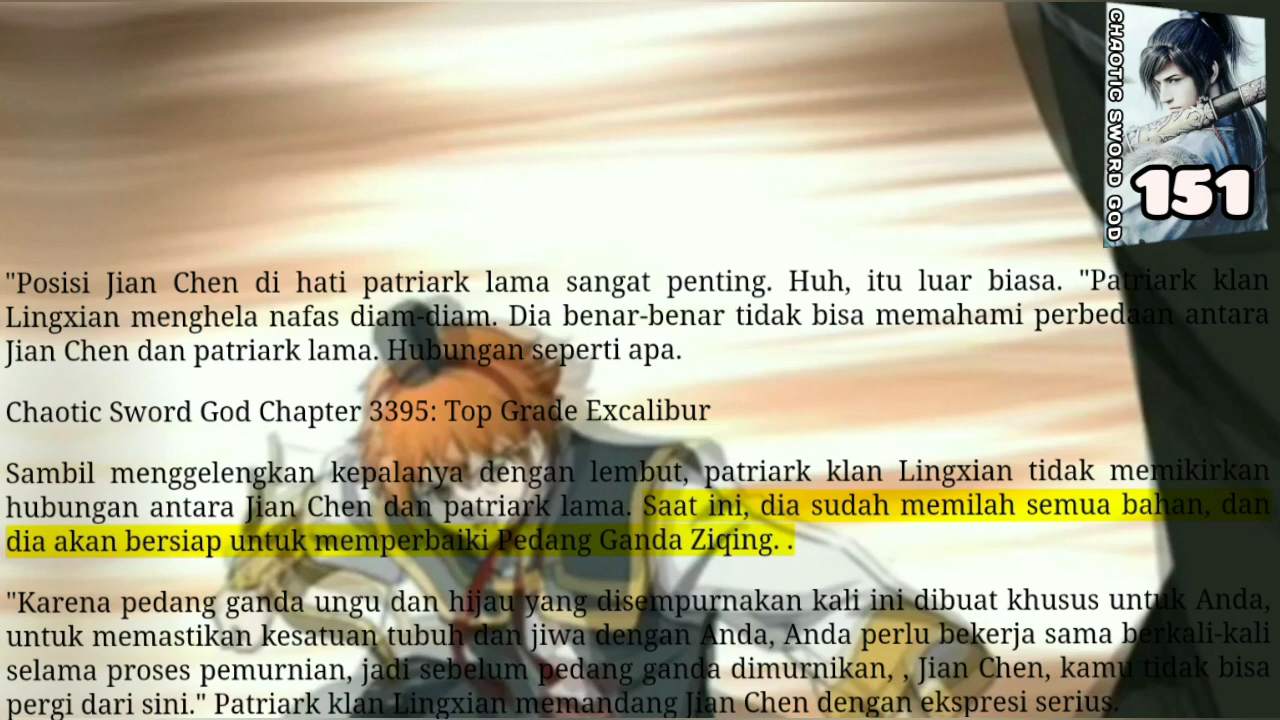 CHAOTIC SWORD GOD
151
"Posisi Jian Chen di hati patriark lama sangat penting. Huh, itu luar biasa. "Patriark klan
Lingxian menghela nafas diam-diam. Dia benar-benar tidak bisa memahami perbedaan antara
Jian Chen dan patriark lama. Hubungan seperti apa.
Chaotic Sword God Chapter 3395: Top Grade Excalibur
Sambil menggelengkan kepalanya dengan lembut, patriark klan Lingxian tidak memikirkan
hubungan antara Jian Chen dan patriark lama. Saat ini, dia sudah memilah semua bahan, dan
dia akan bersiap untuk memperbaiki Pedang Ganda Ziqing. .
"Karena pedang ganda ungu dan hijau yang disempurnakan kali ini dibuat khusus untuk Anda,
untuk memastikan kesatuan tubuh dan jiwa dengan Anda, Anda perlu bekerja sama berkali-kali
selama proses pemurnian, jadi sebelum pedang ganda dimurnikan, , Jian Chen, kamu tidak bisa
pergi dari sini." Patriark klan Lingxian memandang Jian Chen dengan ekspresi serius.